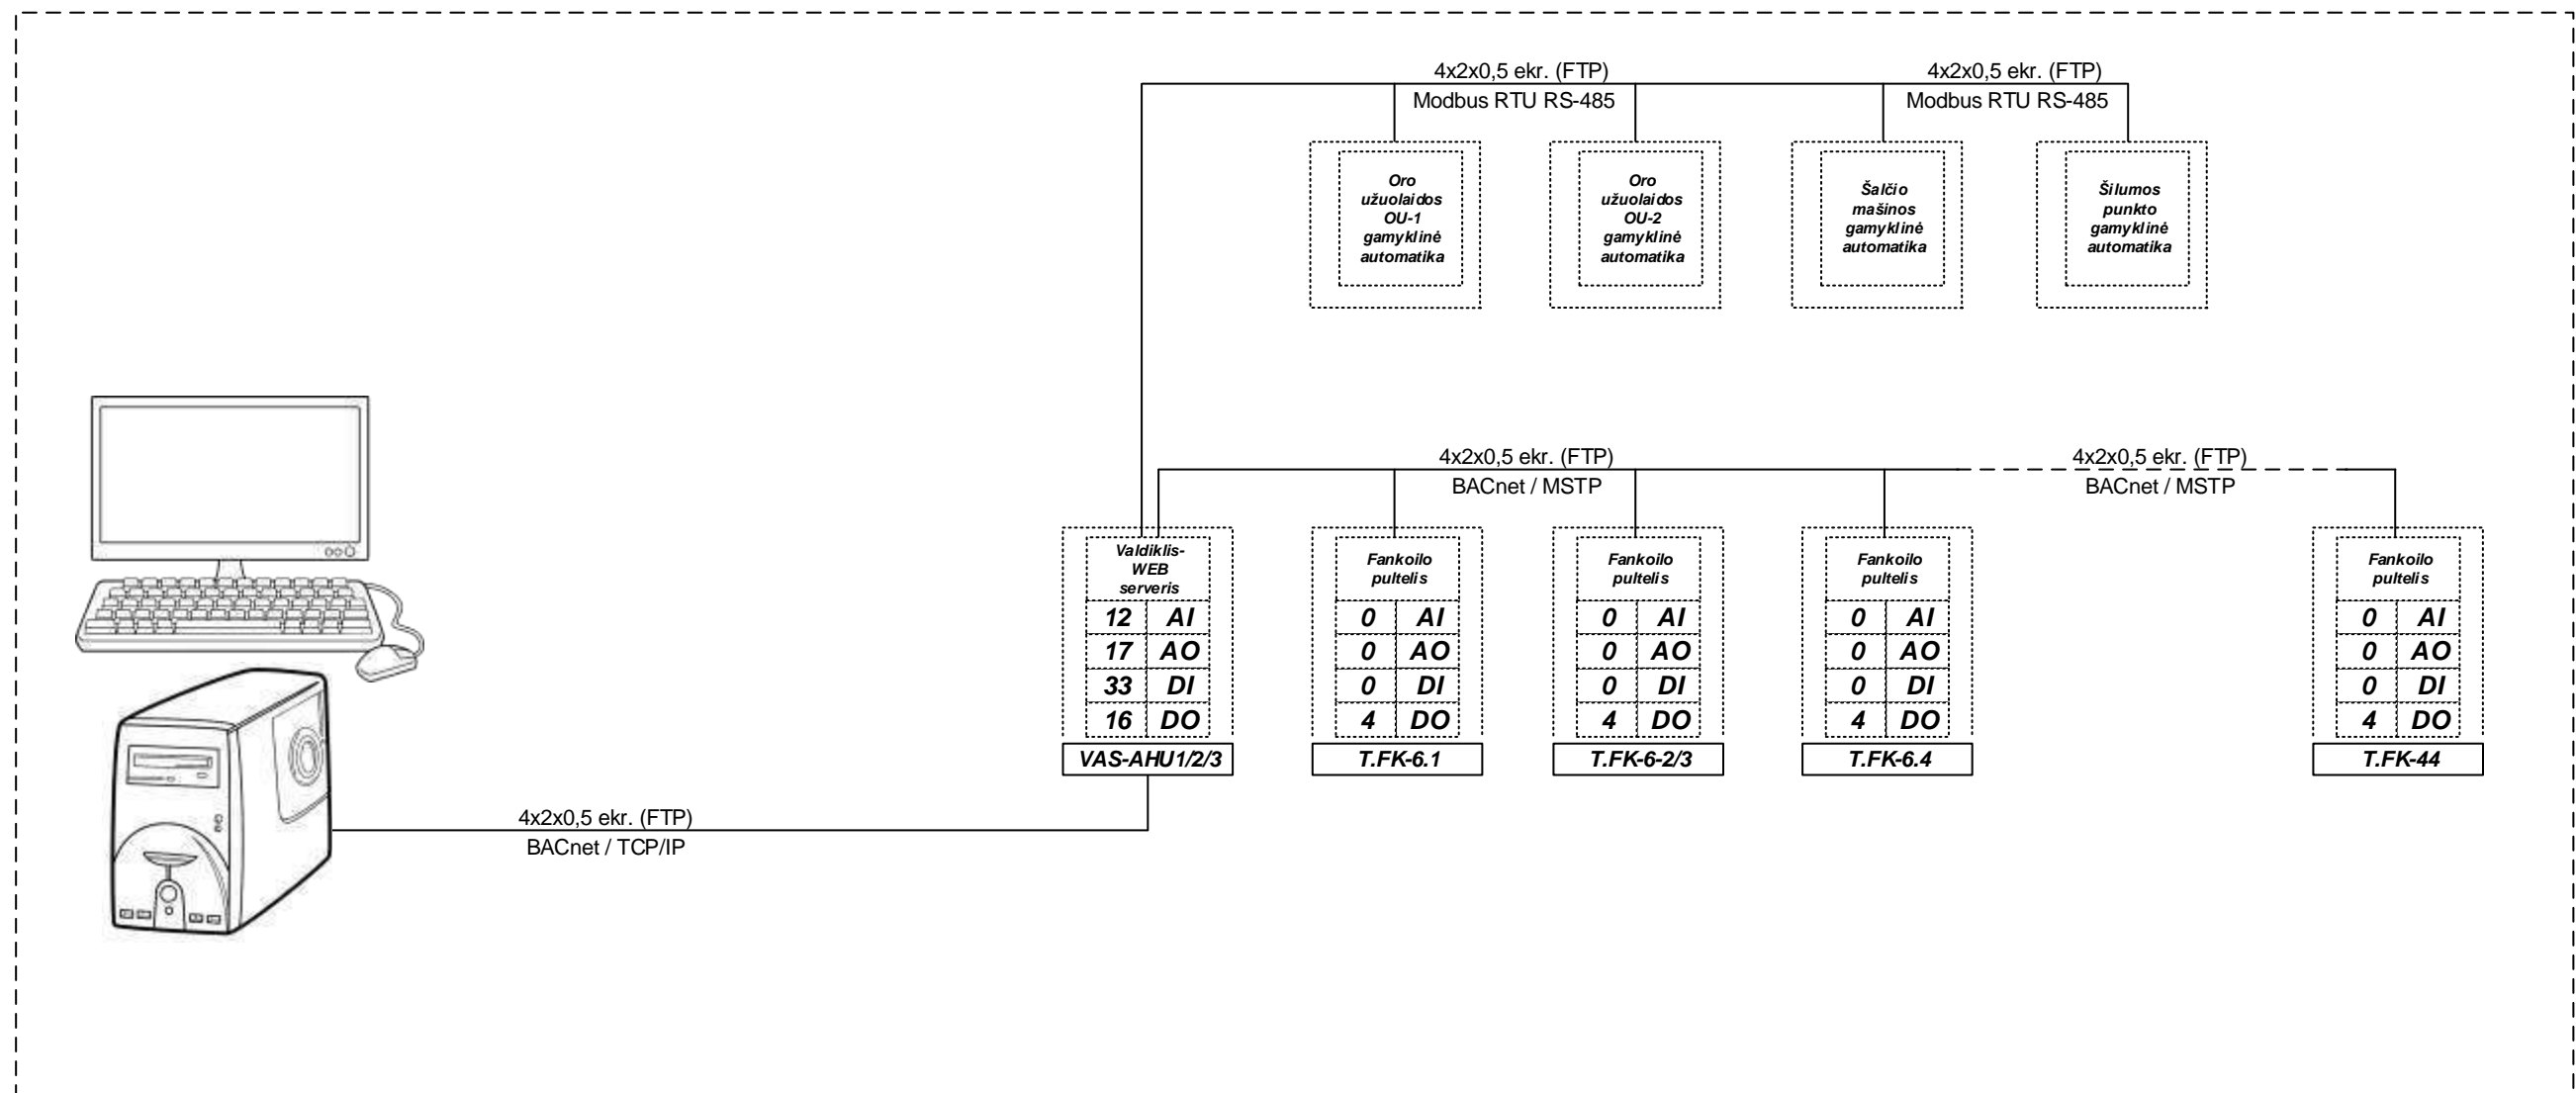 4x2x0,5 ekr. (FTP)
Modbus RTU RS-485
4x2x0,5 ekr. (FTP)
Modbus RTU RS-485
Oro
užuolaidos
OU-1
gamyklinė
automatika
Oro
užuolaidos
OU-2
gamyklinė
automatika
Šalčio
mašinos
gamyklinė
automatika
Šilumos
punkto
gamyklinė
automatika
4x2x0,5 ekr. (FTP)
BACnet / MSTP
4x2x0,5 ekr. (FTP)
BACnet / MSTP
Valdiklis-
WEB
serveris
12 AI
17 AO
33 DI
16 DO
VAS-AHU1/2/3
Fankoilo
pultelis
0 AI
0 AO
0 DI
4 DO
T.FK-6.1
Fankoilo
pultelis
0 AI
0 AO
0 DI
4 DO
T.FK-6-2/3
Fankoilo
pultelis
0 AI
0 AO
0 DI
4 DO
T.FK-6.4
Fankoilo
pultelis
0 AI
0 AO
0 DI
4 DO
T.FK-44
4x2x0,5 ekr. (FTP)
BACnet / TCP/IP